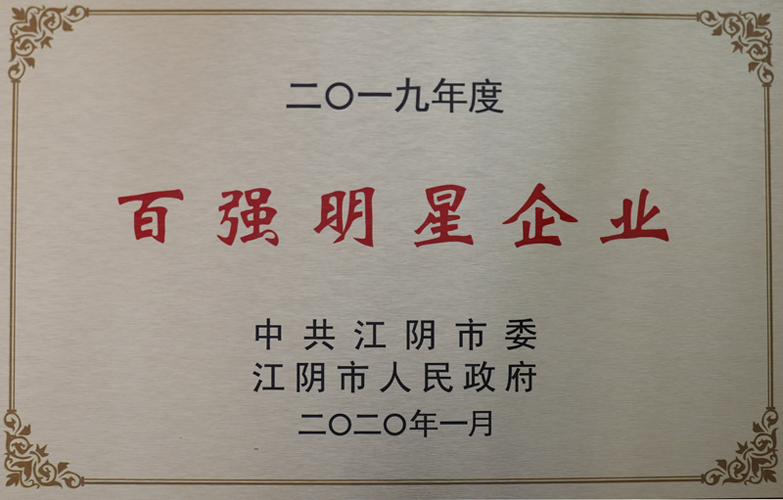 二〇一九年度
百强明星企业
中共江阴市委
江阴市人民政府
二〇二〇年一月